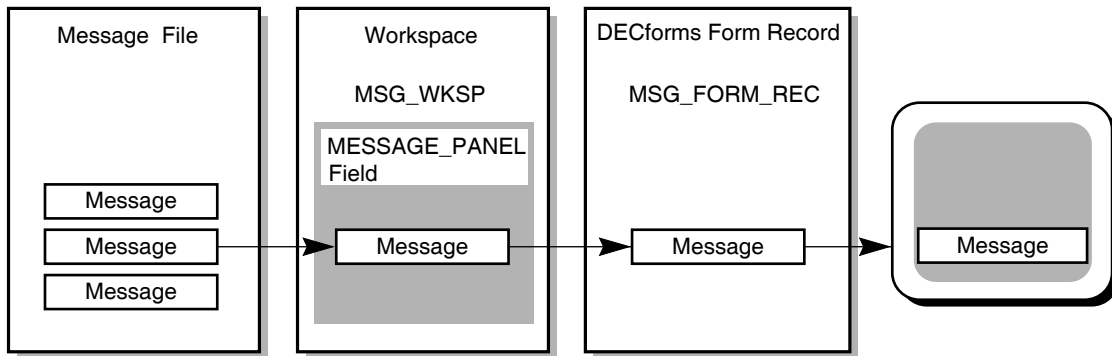 Message File
Message
Message
Message
Workspace
MSG_WKSP
MESSAGE_PANEL
Field
Message
DECforms Form Record
MSG_FORM_REC
Message
Message